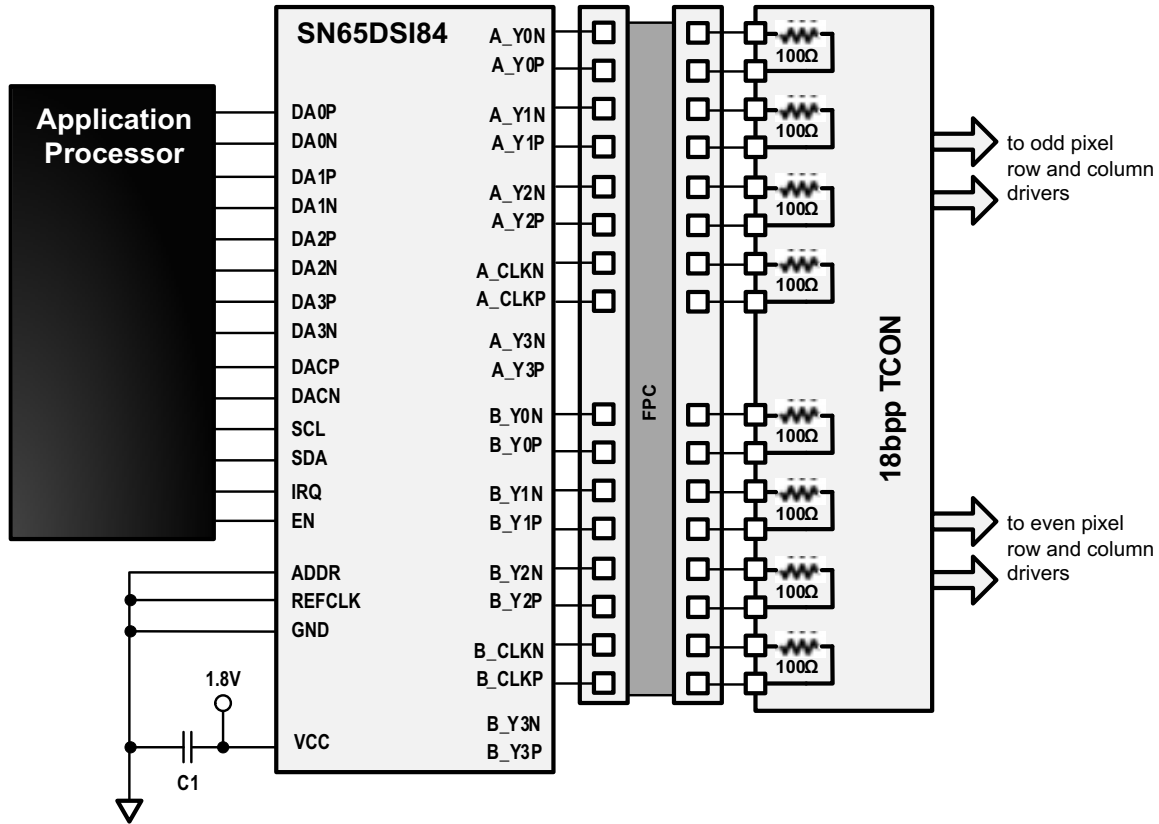 SN65DSI84
Application
Processor
DA0P
DA0N
DA1P
DA1N
DA2P
DA2N
DA3P
DA3N
DACP
DACN
SCL
SDA
IRQ
EN
ADDR
REFCLK
GND
1.8V
VCC
C1
A_Y0N
A_Y0P
A_Y1N
A_Y1P
A_Y2N
A_Y2P
A_CLKN
A_CLKP
A_Y3N
A_Y3P
B_Y0N
B_Y0P
B_Y1N
B_Y1P
B_Y2N
B_Y2P
B_CLKN
B_CLKP
B_Y3N
B_Y3P
FPC
100Ω
100Ω
100Ω
100Ω
100Ω
100Ω
100Ω
100Ω
18bpp TCON
to odd pixel
row and column
drivers
to even pixel
row and column
drivers